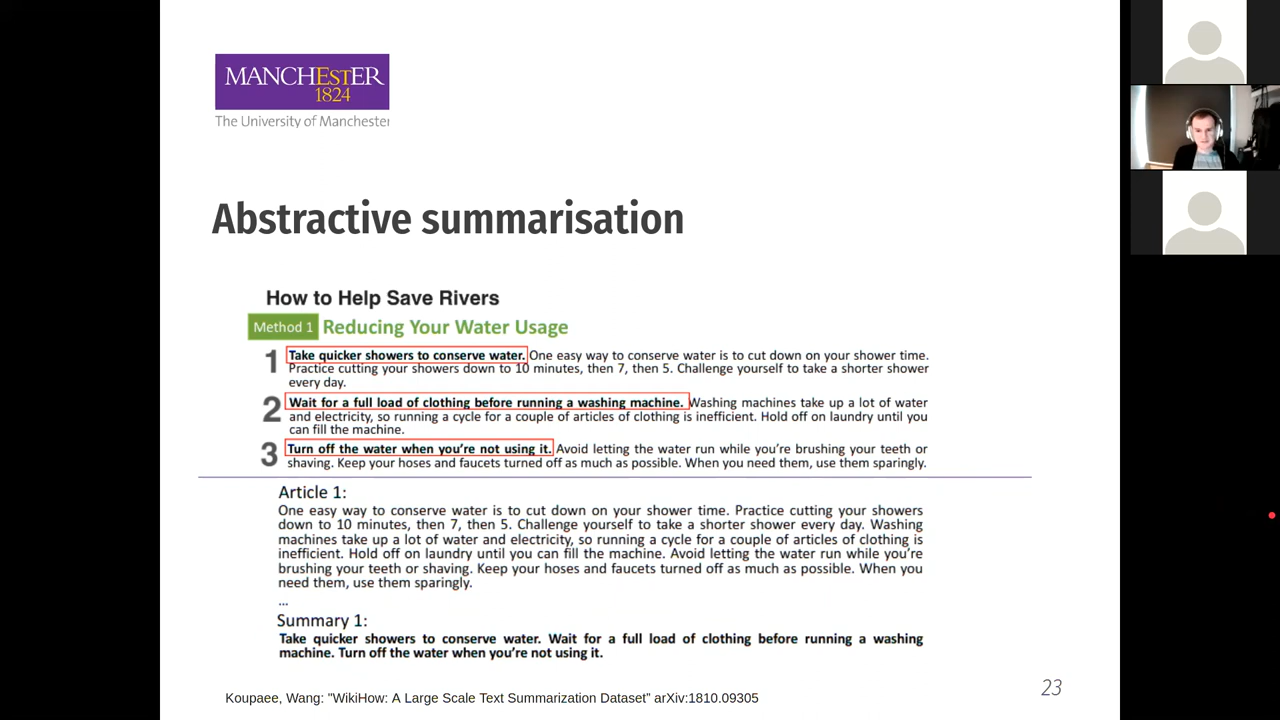 MANCHESTER
1824
The University of Manchester
Abstractive summarisation
How to Help Save Rivers
Method 1 Reducing Your Water Usage
1 Take quicker showers to conserve water. One easy way to conserve water is to cut down on your shower time.
Practice cutting your showers down to 10 minutes, then 7, then 5. Challenge yourself to take a shorter shower
every day.
2 Wait for a full load of clothing before running a washing machine. Washing machines take up a lot of water
and electricity, so running a cycle for a couple of articles of clothing is inefficient. Hold off on laundry until you
can fill the machine.
3 Turn off the water when you're not using it. Avoid letting the water run while you're brushing your teeth or
shaving. Keep your hoses and faucets turned off as much as possible. When you need them, use them sparingly.
Article 1:
One easy way to conserve water is to cut down on your shower time. Practice cutting your showers
down to 10 minutes, then 7, then 5. Challenge yourself to take a shorter shower every day. Washing
machines take up a lot of water and electricity, so running a cycle for a couple of articles of clothing is
inefficient. Hold off on laundry until you can fill the machine. Avoid letting the water run while you're
brushing your teeth or shaving. Keep your hoses and faucets turned off as much as possible. When you
need them, use them sparingly.
...
Summary 1:
Take quicker showers to conserve water. Wait for a full load of clothing before running a washing
machine. Turn off the water when you're not using it.
Koupaee, Wang: "WikiHow: A Large Scale Text Summarization Dataset" arXiv:1810.09305
23